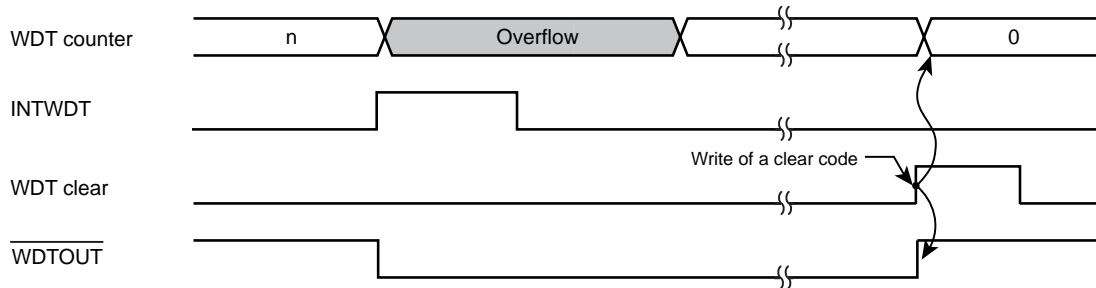 WDT counter
n
Overflow
0
INTWDT
Write of a clear code
WDT clear
WDTOUT